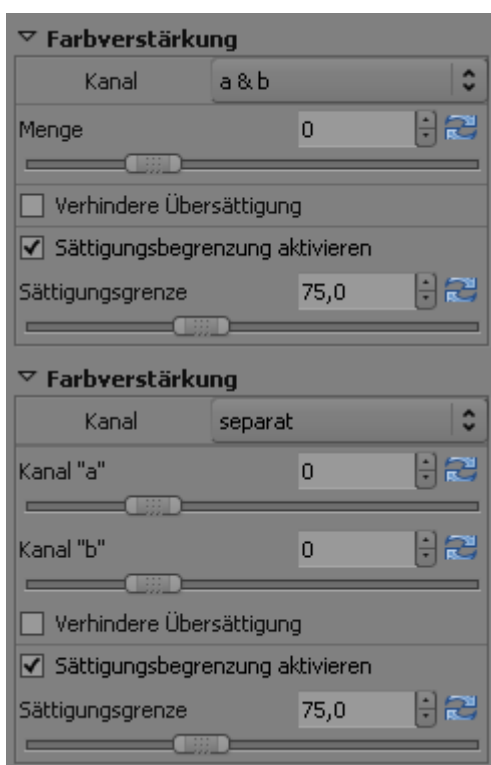 Farbverstärkung
Kanal a & b
Menge 0
Verhindere Übersättigung
Sättigungsbegrenzung aktivieren
Sättigungsgrenze 75,0
Farbverstärkung
Kanal separat
Kanal "a" 0
Kanal "b" 0
Verhindere Übersättigung
Sättigungsbegrenzung aktivieren
Sättigungsgrenze 75,0